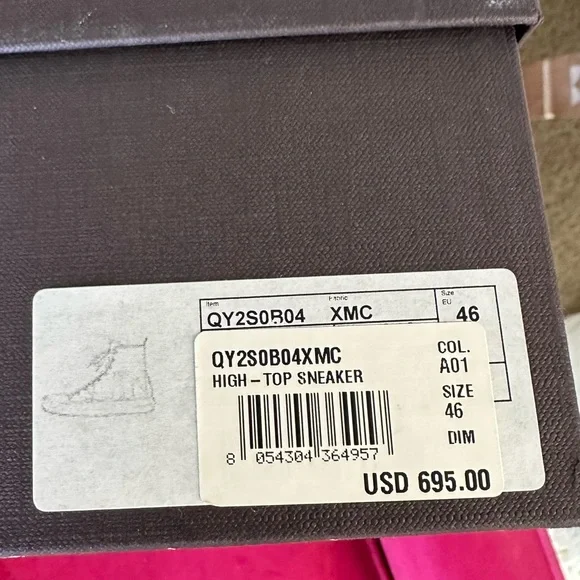 Item Fabric Size
EU
QY2S0B04 XMC 46
QY2S0B04XMC COL.
HIGH-TOP SNEAKER A01
SIZE
46
DIM
8 054304 364957
USD 695.00